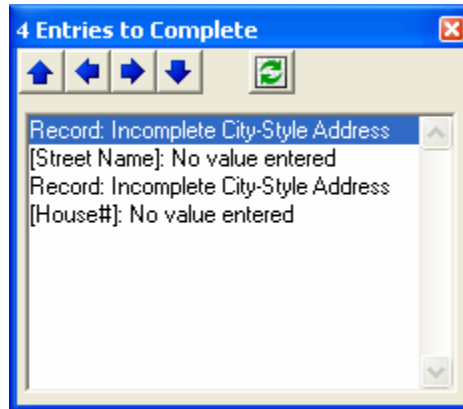 4 Entries to Complete
Record: Incomplete City-Style Address
[Street Name]: No value entered
Record: Incomplete City-Style Address
[House#]: No value entered